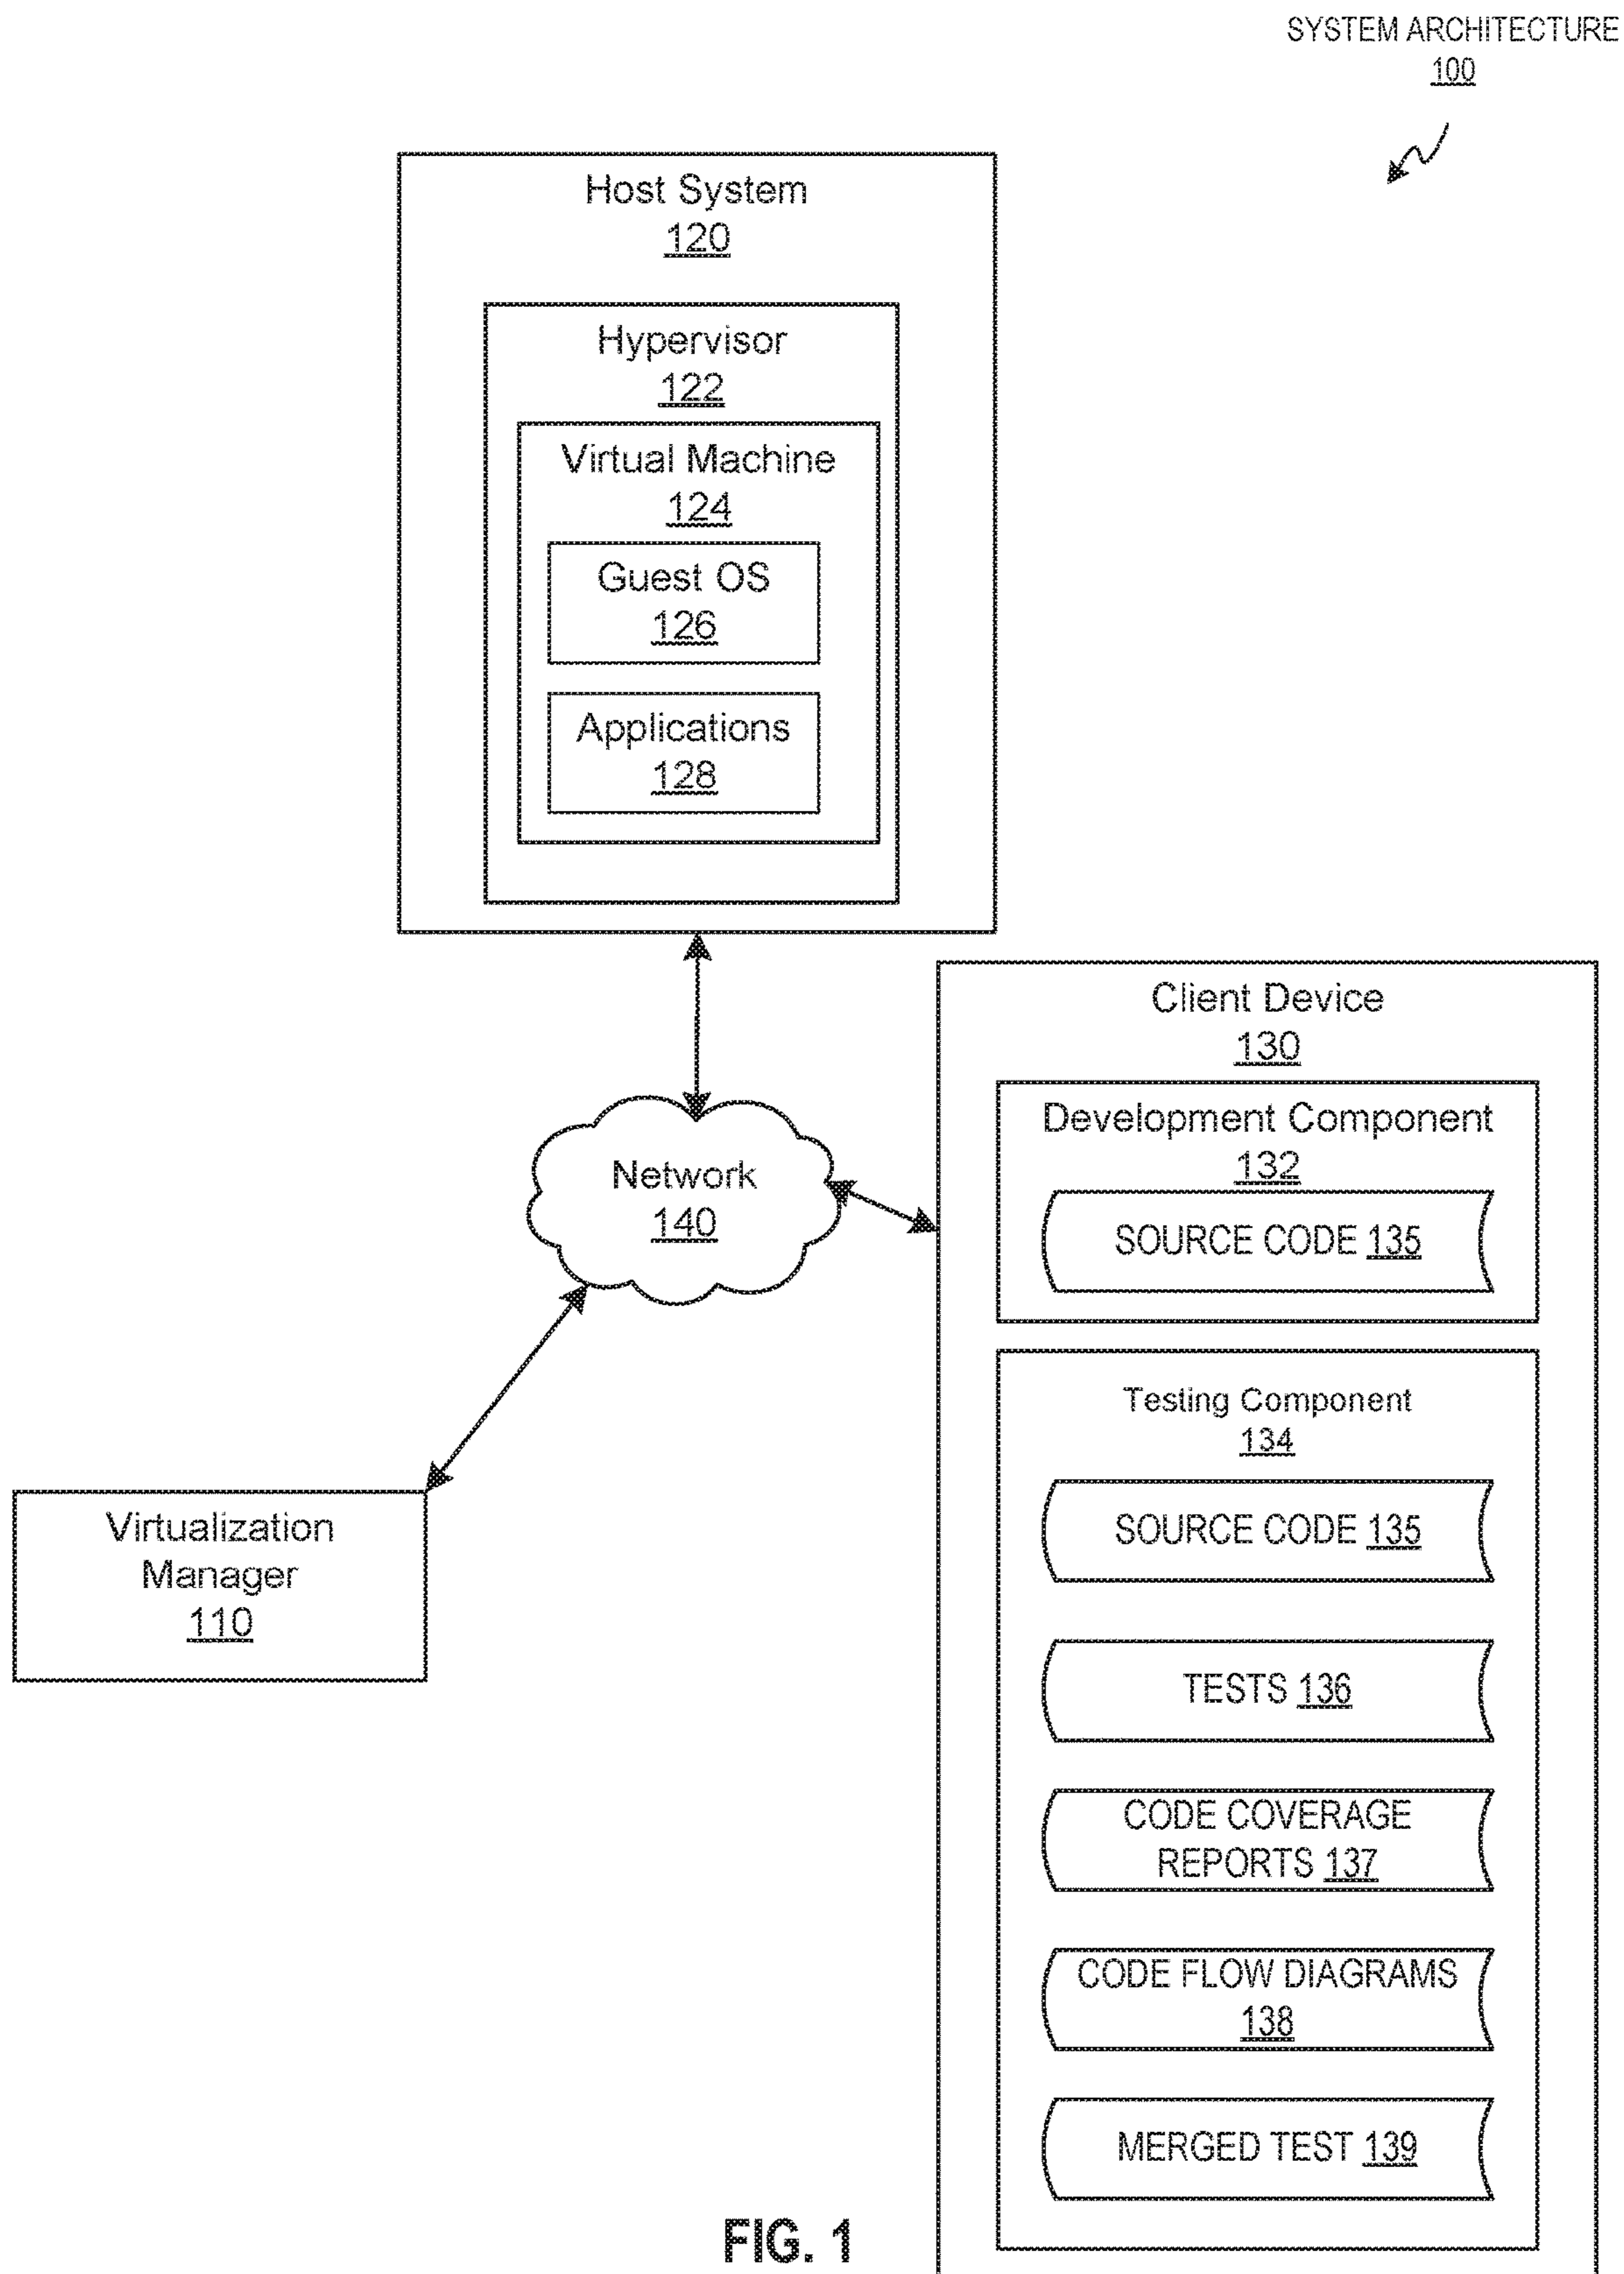 SYSTEM ARCHITECTURE
100
Host System
120
Hypervisor
122
Virtual Machine
124
Guest OS
126
Applications
128
Client Device
130
Development Component
132
SOURCE CODE 135
Network
140
Testing Component
134
SOURCE CODE 135
Virtualization
Manager
110
TESTS 136
CODE COVERAGE
REPORTS 137
CODE FLOW DIAGRAMS
138
MERGED TEST 139
FIG. 1